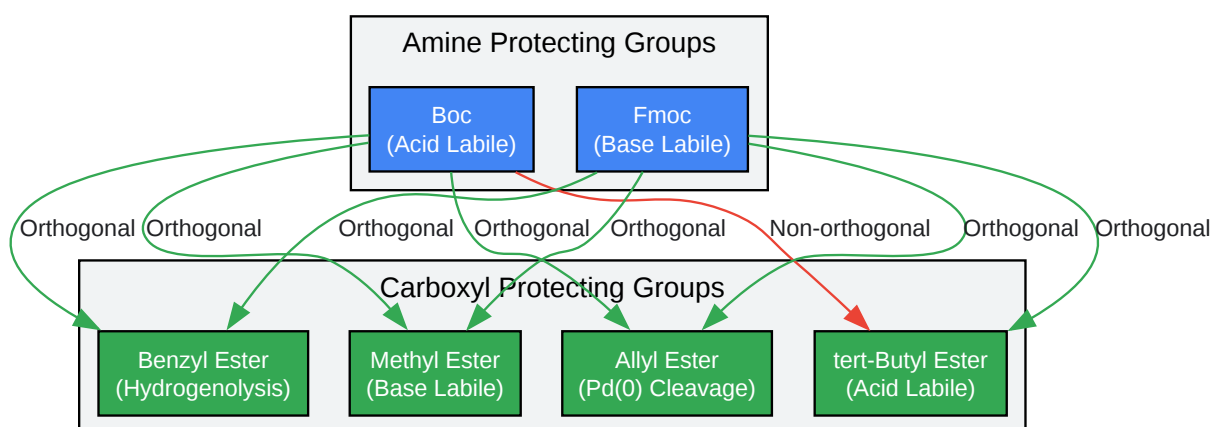 Amine Protecting Groups
Boc
(Acid Labile)
Fmoc
(Base Labile)
Orthogonal
Orthogonal
Orthogonal
Orthogonal
Orthogonal
Non-orthogonal
Orthogonal
Orthogonal
Carboxyl Protecting Groups
Benzyl Ester
(Hydrogenolysis)
Methyl Ester
(Base Labile)
Allyl Ester
(Pd(0) Cleavage)
tert-Butyl Ester
(Acid Labile)